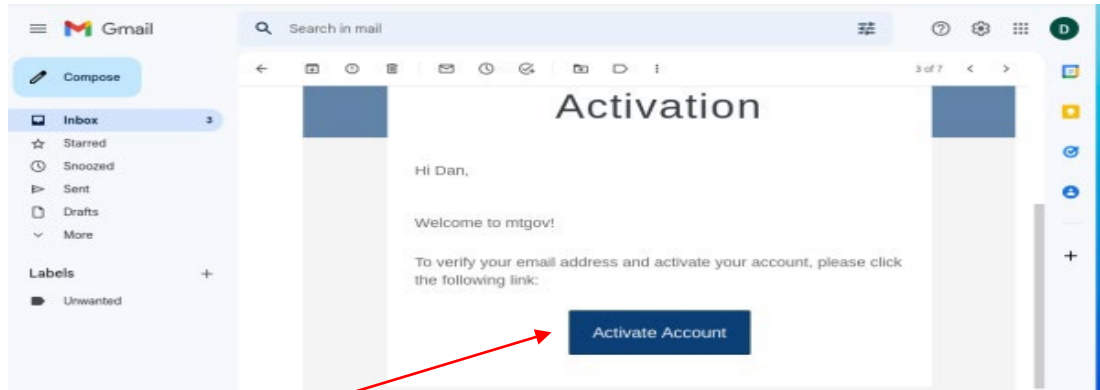 Gmail
Search in mail
D
Compose
3 of 7
Inbox 3
Starred
Snoozed
Sent
Drafts
More
Labels
Unwanted
Activation
Hi Dan,
Welcome to mtgov!
To verify your email address and activate your account, please click
the following link:
Activate Account